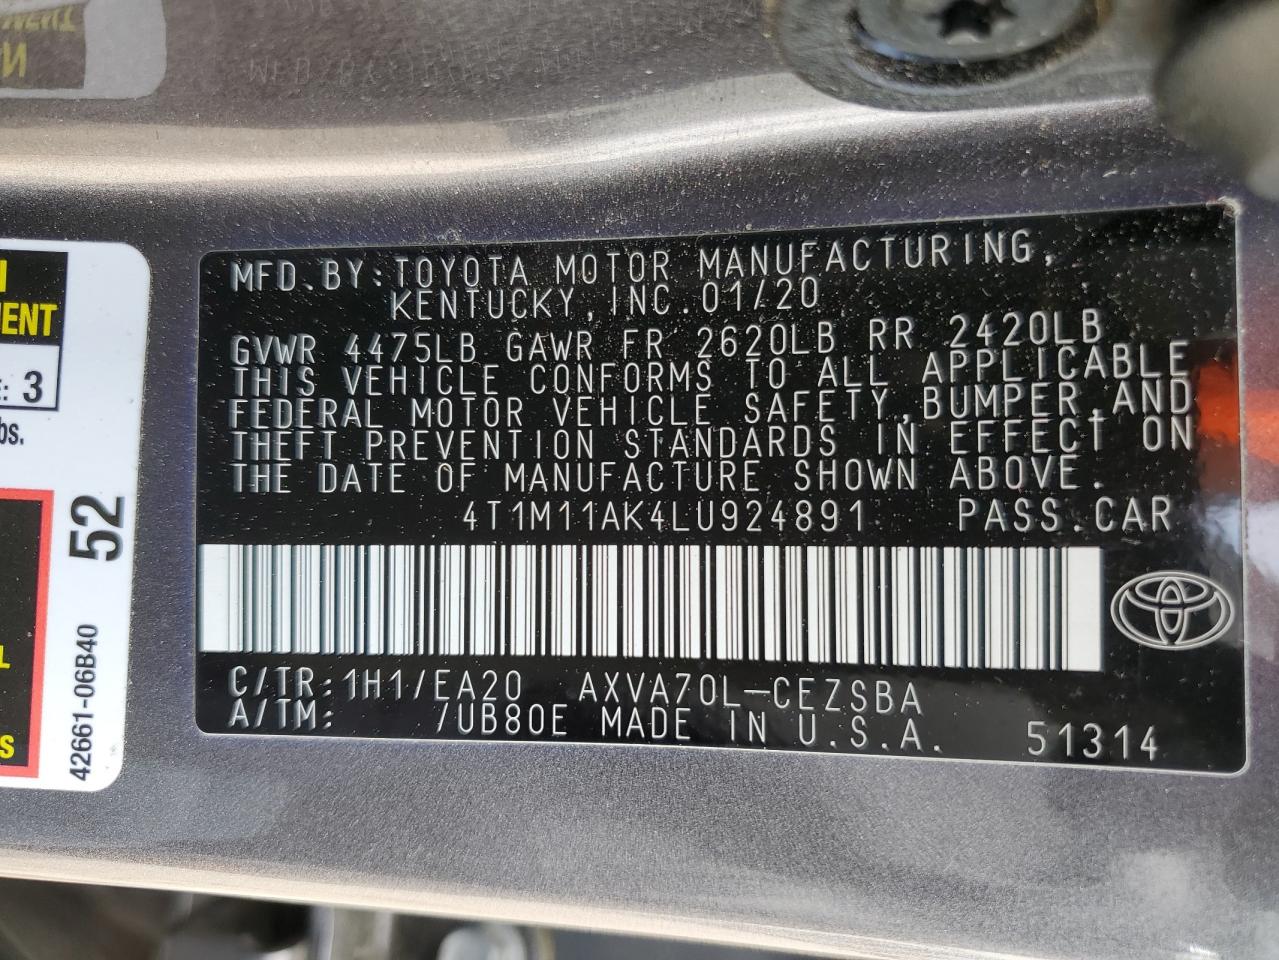 MFD.BY:TOYOTA MOTOR MANUFACTURING,
KENTUCKY,INC.01/20
GVWR 4475LB GAWR FR 2620LB RR 2420LB
THIS VEHICLE CONFORMS TO ALL APPLICABLE
FEDERAL MOTOR VEHICLE SAFETY,BUMPER,AND
THEFT PREVENTION STANDARDS IN EFFECT ON
THE DATE OF MANUFACTURE SHOWN ABOVE.
4T1M11AK4LU924891 PASS.CAR
C/TR:1H1/EA20 AXVA70L-CEZSBA
A/TM: /UB80E MADE IN U.S.A. 51314
: 3
52
42661-06B40